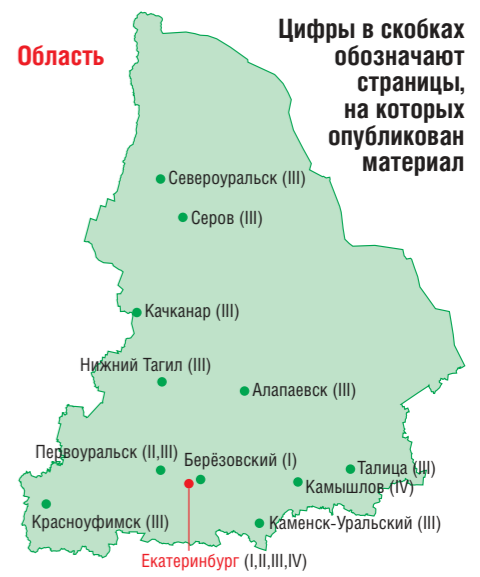 Область
Цифры в скобках
обозначают
страницы,
на которых
опубликован
материал
Североуральск (III)
Серов (III)
Качканар (III)
Нижний Тагил (III)
Алапаевск (III)
Первоуральск (II,III)
Берёзовский (I)
Талица (III)
Камышлов (IV)
Красноуфимск (III)
Каменск-Уральский (III)
Екатеринбург (I,II,III,IV)